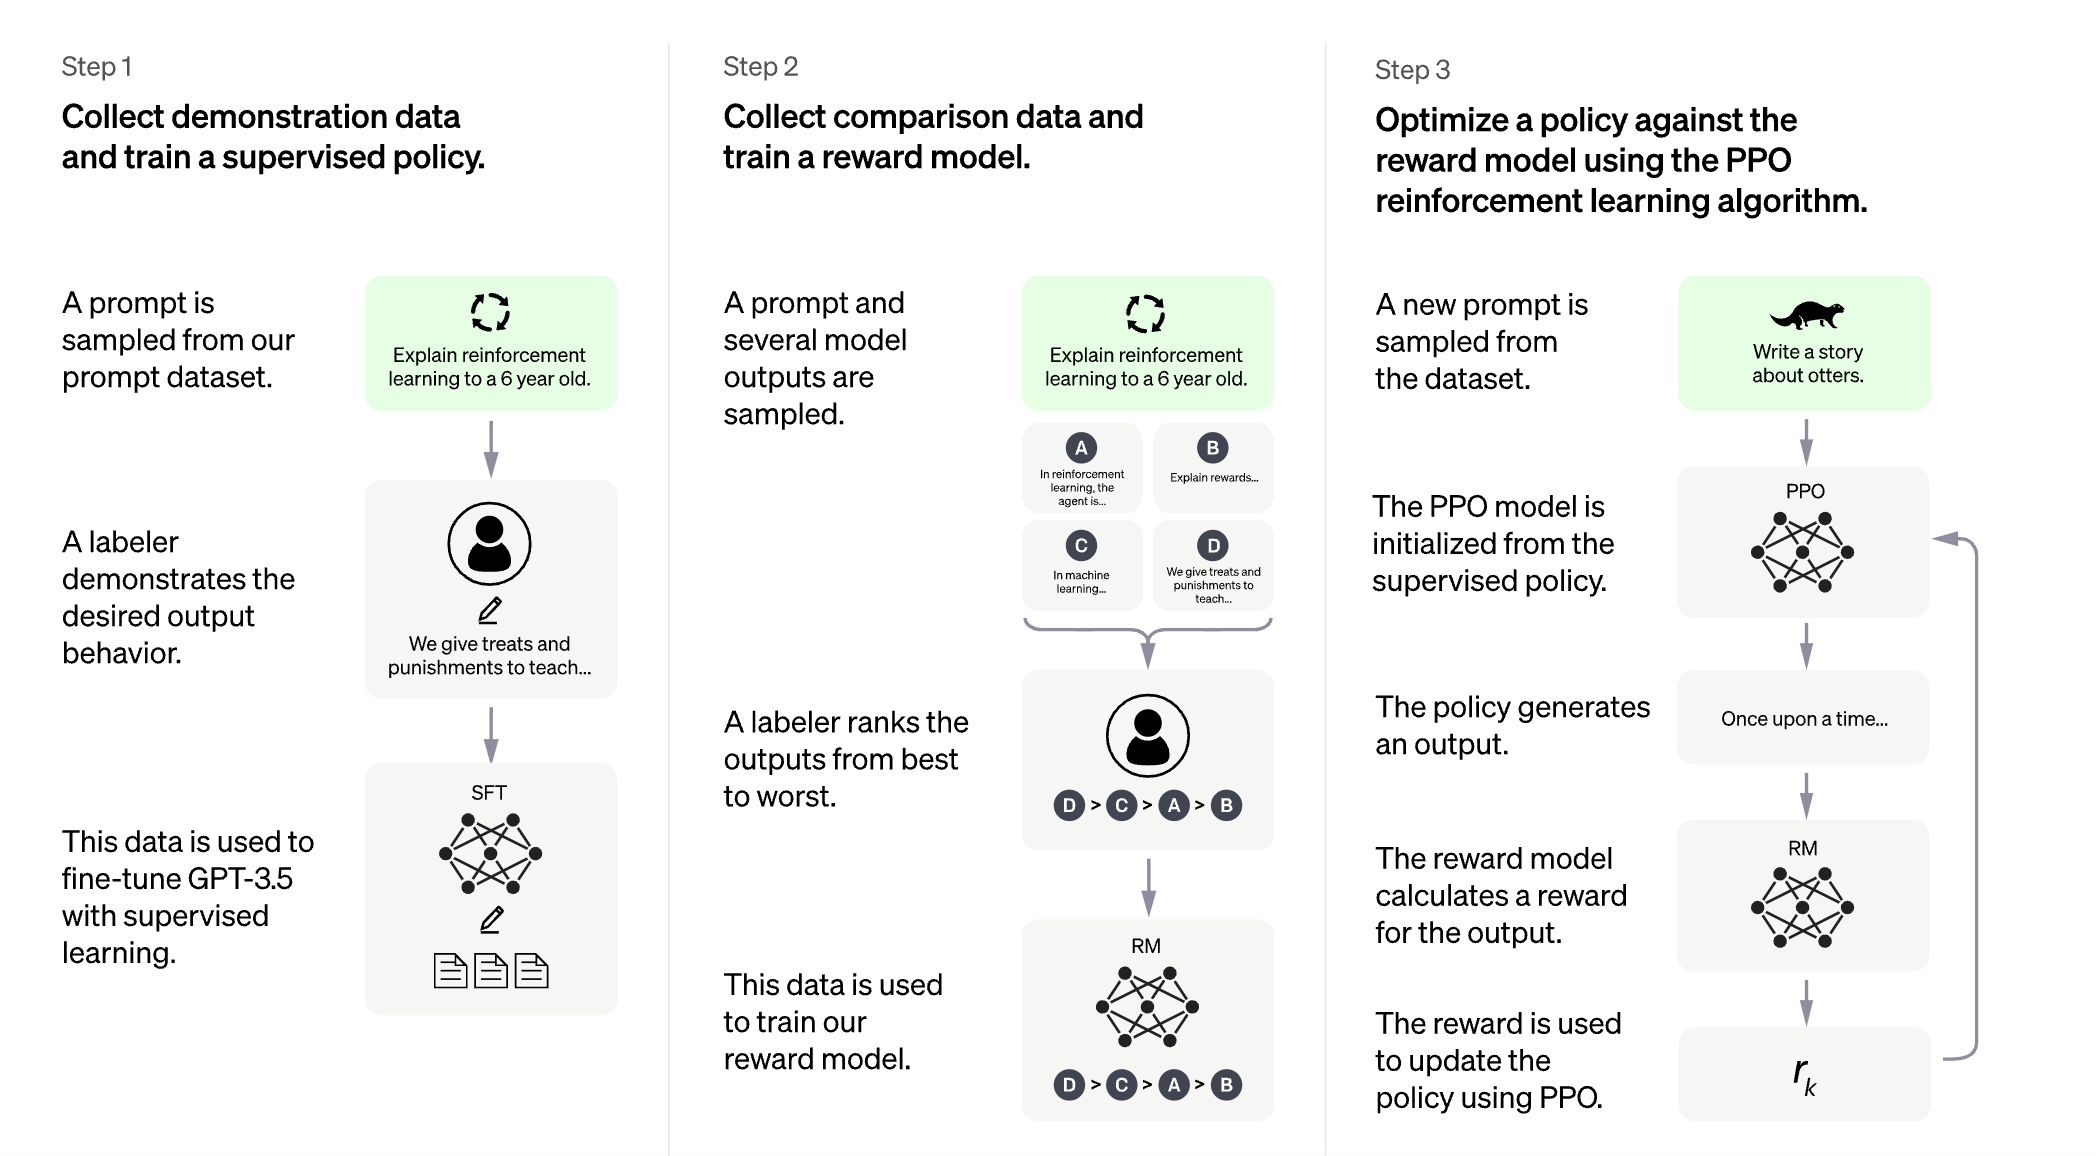 Step 1
Collect demonstration data
and train a supervised policy.
A prompt is
sampled from our
prompt dataset.
Explain reinforcement
learning to a 6 year old.
A labeler
demonstrates the
desired output
behavior.
We give treats and
punishments to teach...
This data is used to
fine-tune GPT-3.5
with supervised
learning.
SFT
Step 2
Collect comparison data and
train a reward model.
A prompt and
several model
outputs are
sampled.
Explain reinforcement
learning to a 6 year old.
A
In reinforcement
learning, the
agent is...
B
Explain rewards...
C
In machine
learning...
D
We give treats and
punishments to
teach...
A labeler ranks the
outputs from best
to worst.
D > C > A > B
This data is used
to train our
reward model.
RM
D > C > A > B
Step 3
Optimize a policy against the
reward model using the PPO
reinforcement learning algorithm.
A new prompt is
sampled from
the dataset.
Write a story
about otters.
The PPO model is
initialized from the
supervised policy.
PPO
The policy generates
an output.
Once upon a time...
The reward model
calculates a reward
for the output.
RM
The reward is used
to update the
policy using PPO.
r_k